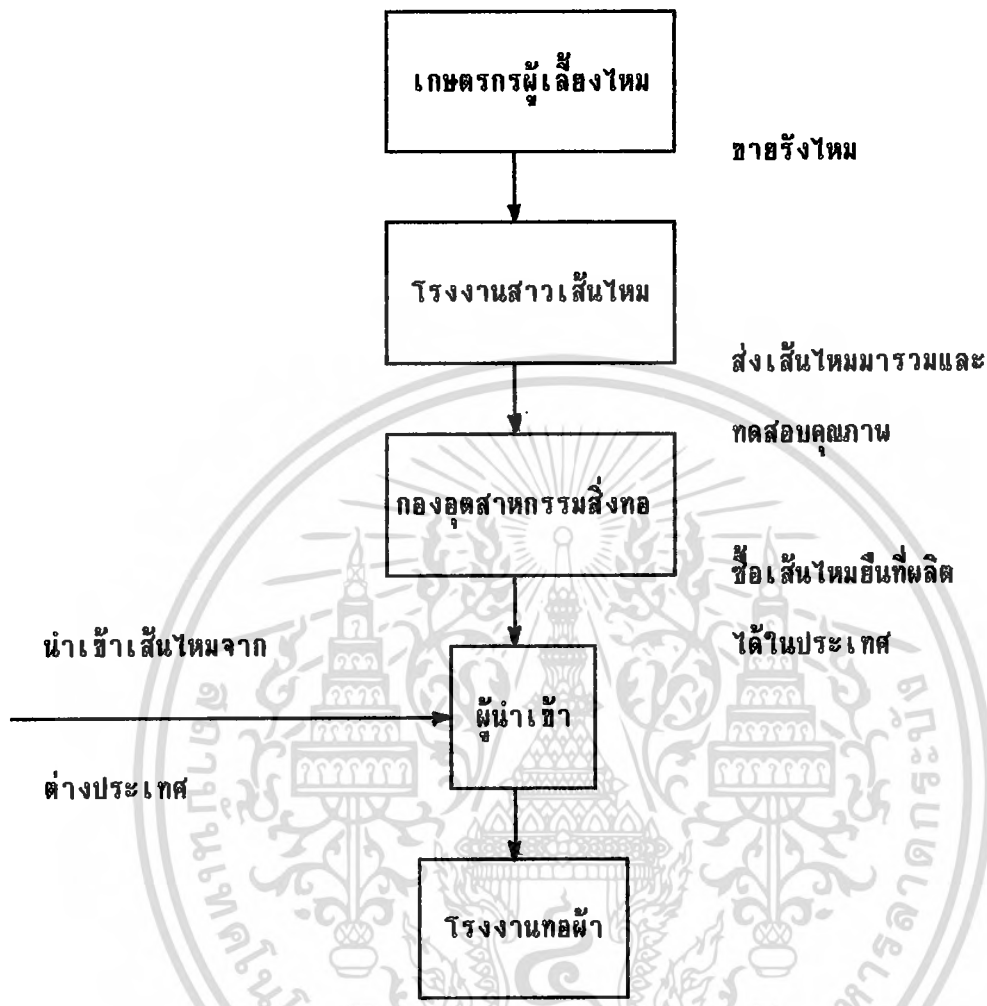 เกษตรกรผู้เลี้ยงไหม
ขายรังไหม
โรงงานสาวเส้นไหม
ส่งเส้นไหมมารวมและ
ทดสอบคุณภาพ
กองอุตสาหกรรมสิ่งทอ
ซื้อเส้นไหมยืนที่ผลิต
ได้ในประเทศ
นำเข้าเส้นไหมจาก
ผู้นำเข้า
ต่างประเทศ
โรงงานทอผ้า